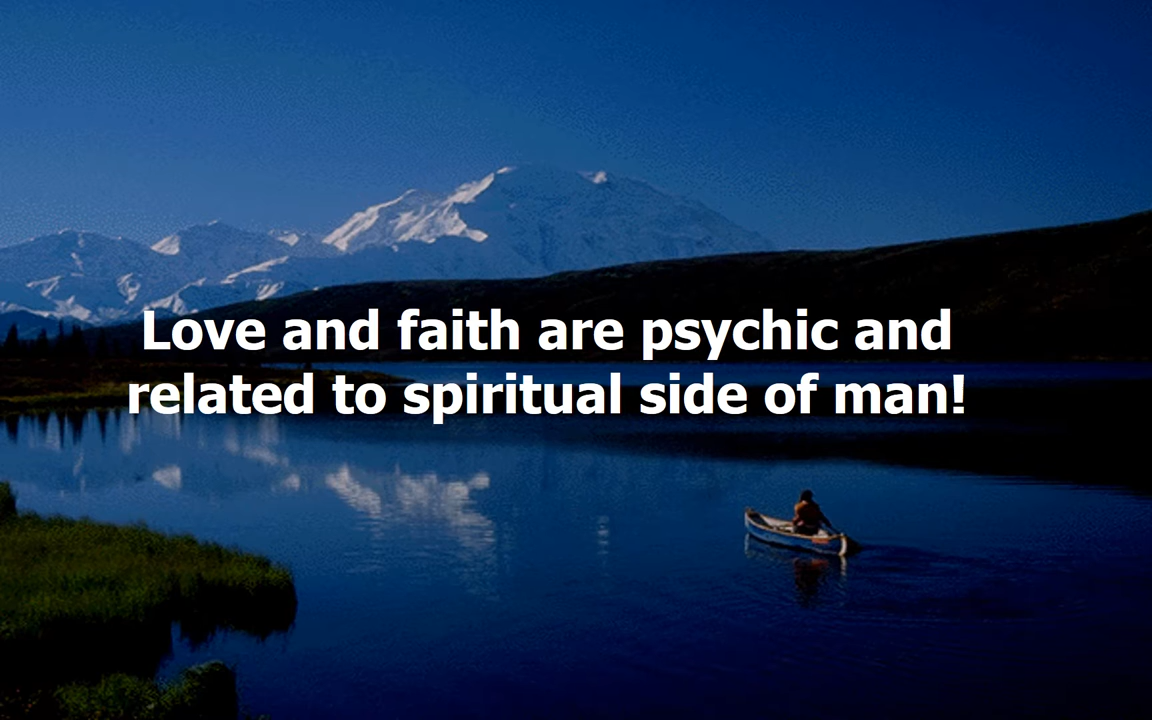 Love and faith are psychic and
related to spiritual side of man!